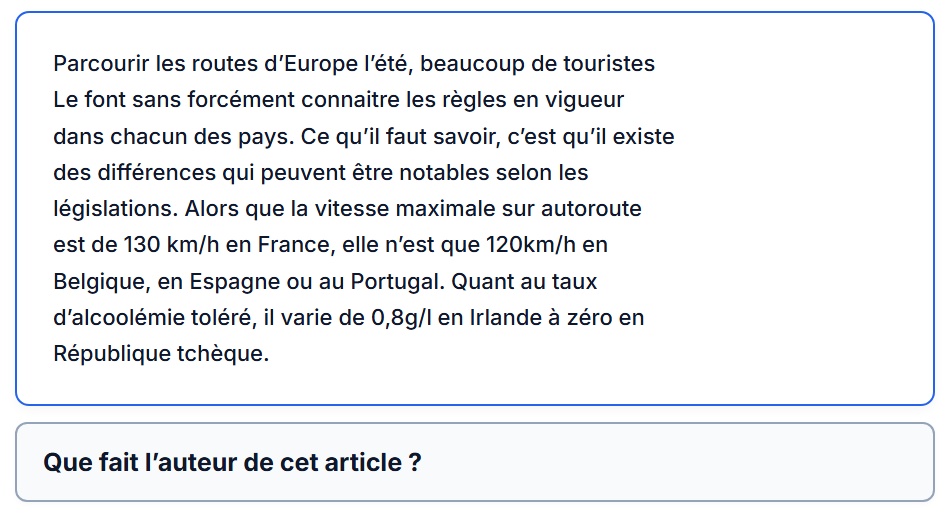 Parcourir les routes d’Europe l’été, beaucoup de touristes
Le font sans forcément connaitre les règles en vigueur
dans chacun des pays. Ce qu’il faut savoir, c’est qu’il existe
des différences qui peuvent être notables selon les
législations. Alors que la vitesse maximale sur autoroute
est de 130 km/h en France, elle n’est que 120km/h en
Belgique, en Espagne ou au Portugal. Quant au taux
d’alcoolémie toléré, il varie de 0,8g/l en Irlande à zéro en
République tchèque.
Que fait l’auteur de cet article ?